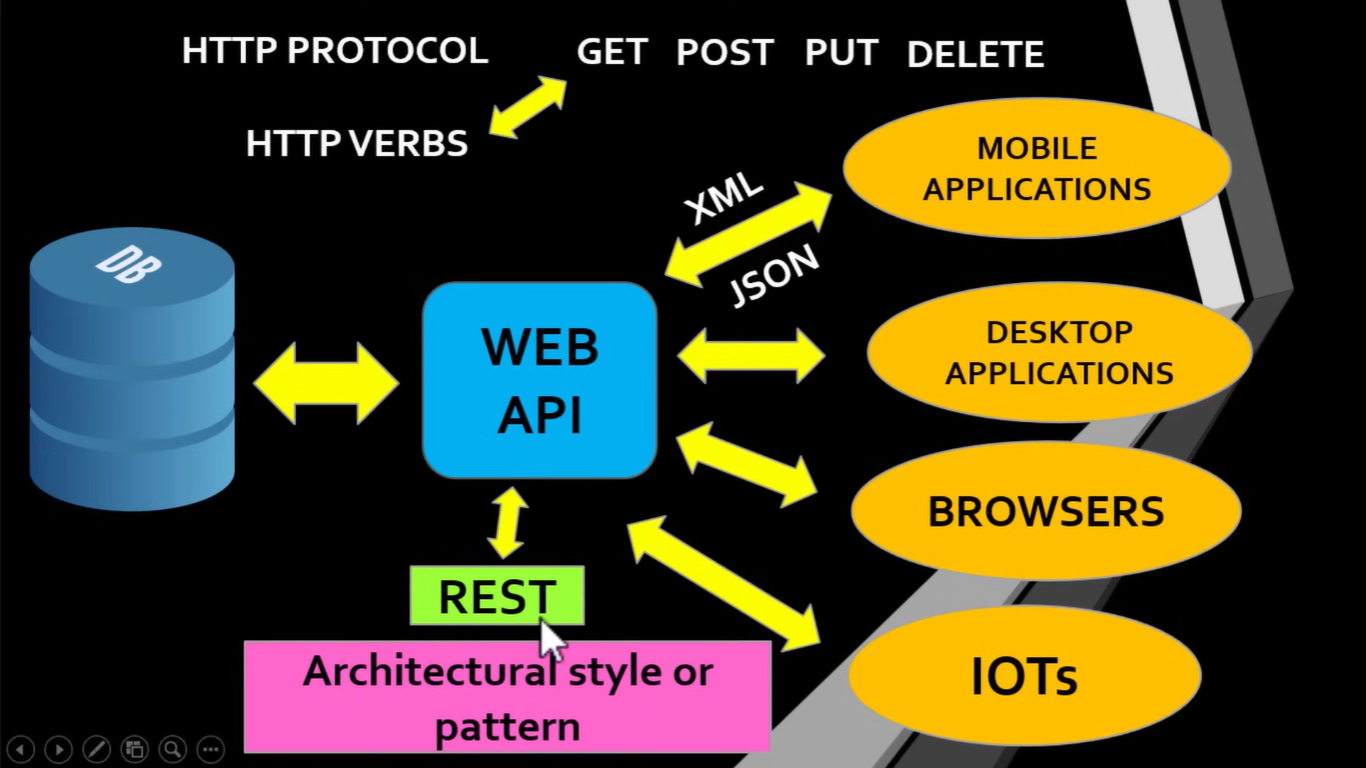 HTTP PROTOCOL
GET POST PUT DELETE
HTTP VERBS
MOBILE
APPLICATIONS
XML
JSON
DB
DESKTOP
APPLICATIONS
WEB
API
BROWSERS
REST
IOTs
Architectural style or
pattern